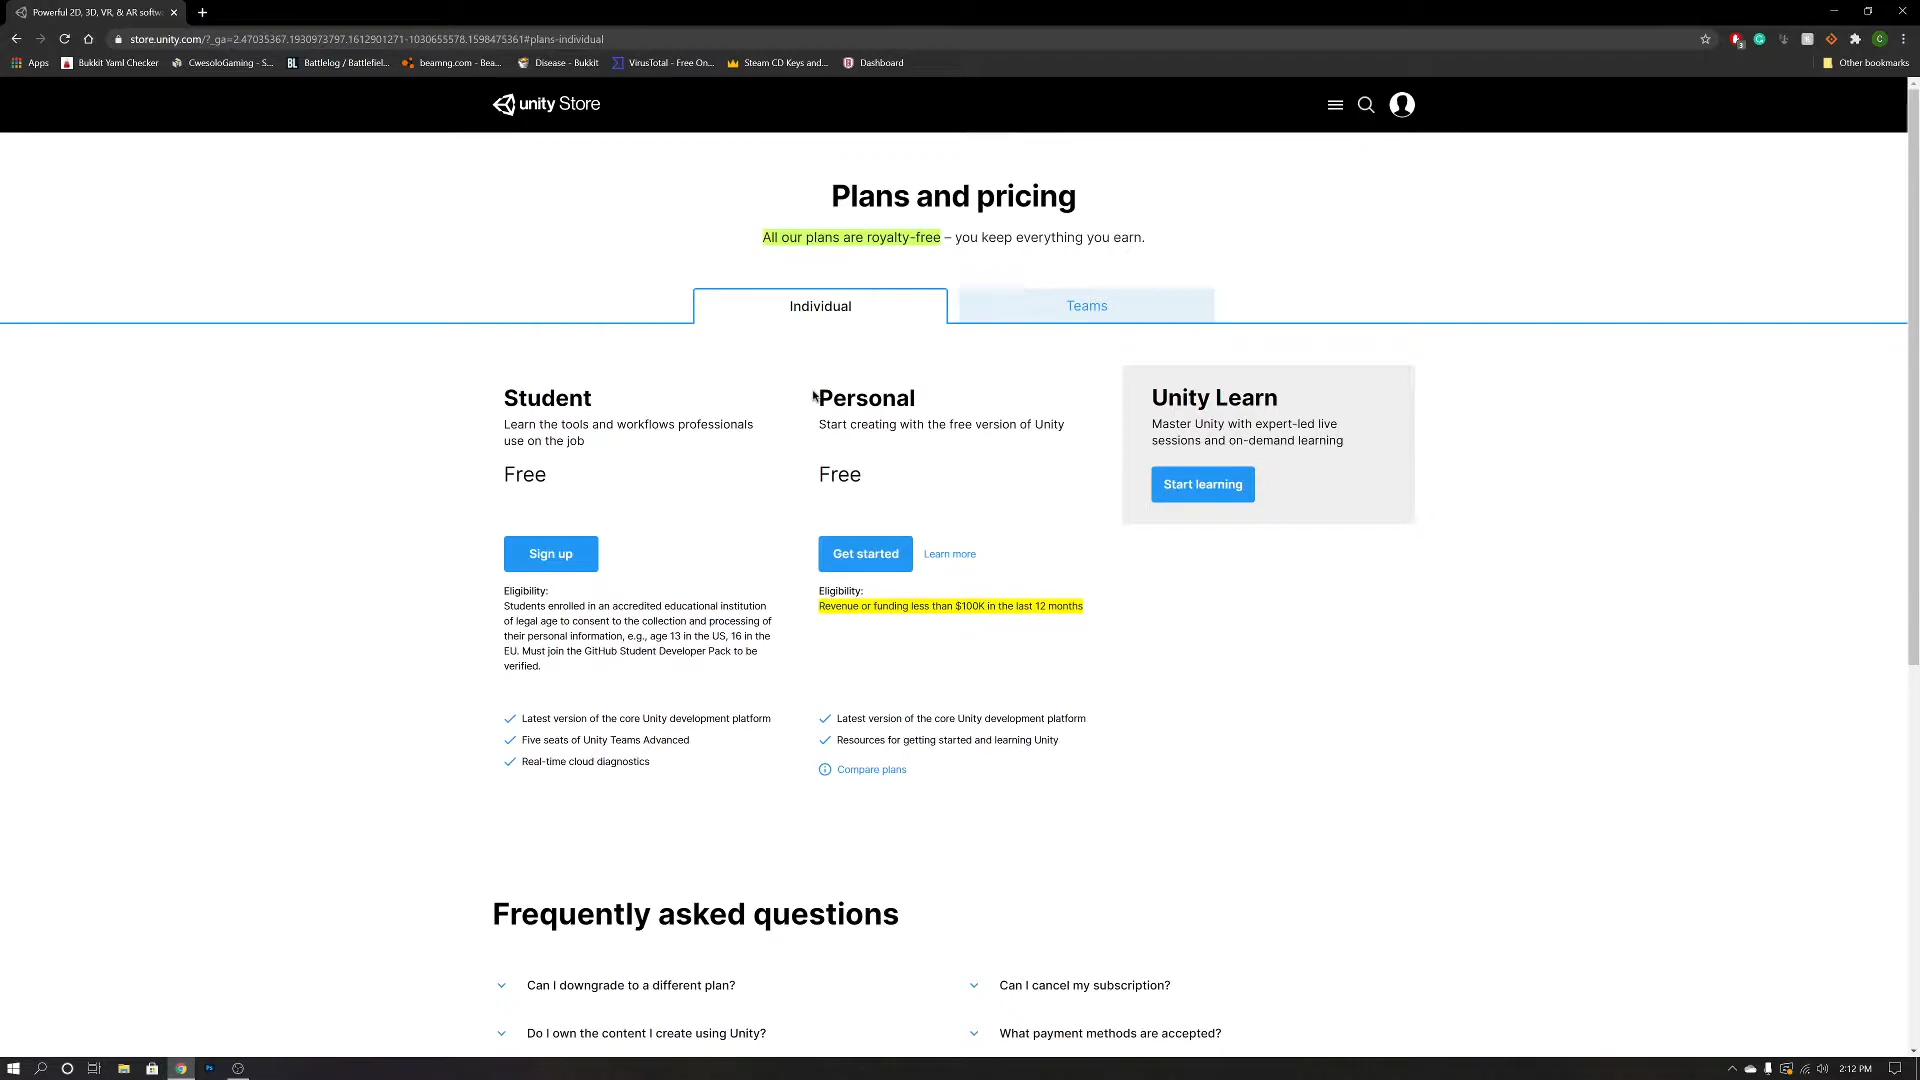 Powerful 2D, 3D, VR, & AR softw
store.unity.com/?_ga=2.47035367.1930973797.1612901271-1030655578.1598475361#plans-individual
Apps
Bukkit Yaml Checker
CwesoloGaming - S...
Battlelog / Battlefiel...
beamng.com - Bea...
Disease - Bukkit
VirusTotal - Free On...
Steam CD Keys and...
Dashboard
Other bookmarks
unity Store
Plans and pricing
All our plans are royalty-free – you keep everything you earn.
Individual
Teams
Student
Learn the tools and workflows professionals
use on the job
Free
Sign up
Eligibility:
Students enrolled in an accredited educational institution
of legal age to consent to the collection and processing of
their personal information, e.g., age 13 in the US, 16 in the
EU. Must join the GitHub Student Developer Pack to be
verified.
Latest version of the core Unity development platform
Five seats of Unity Teams Advanced
Real-time cloud diagnostics
Personal
Start creating with the free version of Unity
Free
Get started
Learn more
Eligibility:
Revenue or funding less than $100K in the last 12 months
Latest version of the core Unity development platform
Resources for getting started and learning Unity
Compare plans
Unity Learn
Master Unity with expert-led live
sessions and on-demand learning
Start learning
Frequently asked questions
Can I downgrade to a different plan?
Can I cancel my subscription?
Do I own the content I create using Unity?
What payment methods are accepted?
2:12 PM